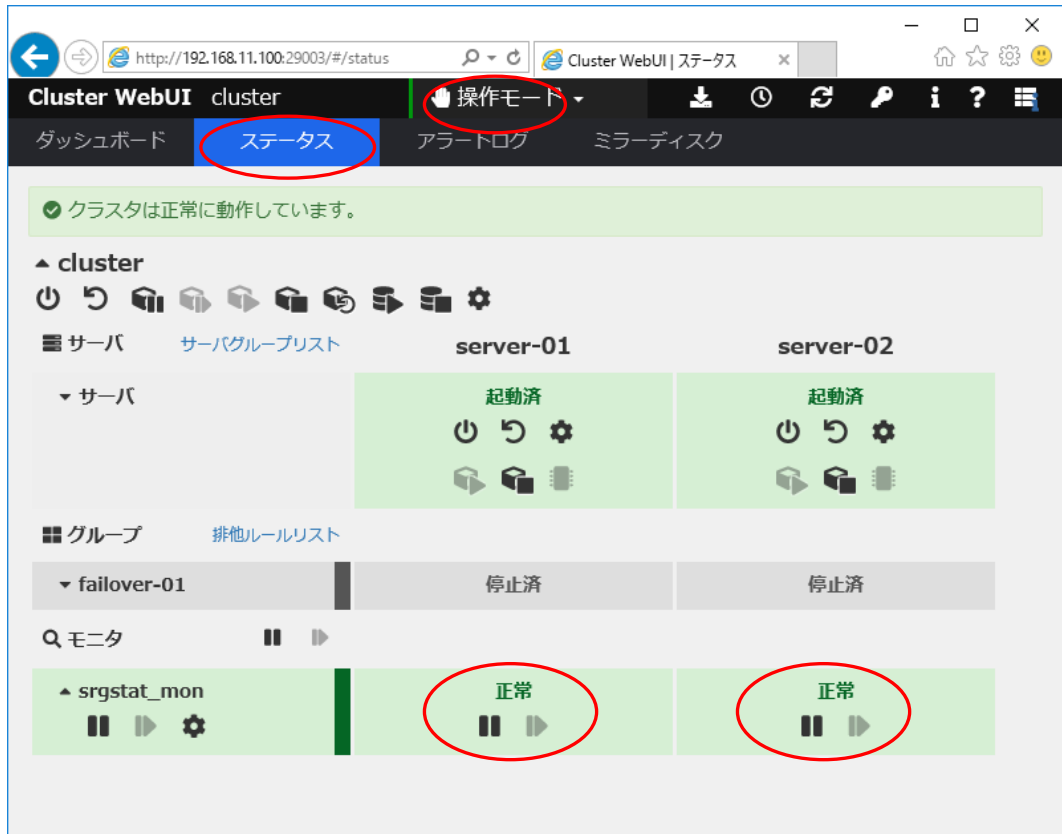 http://192.168.11.100:29003/#/status
Cluster WebUI | ステータス
Cluster WebUI cluster 操作モード
ダッシュボード ステータス アラートログ ミラーディスク
クラスタは正常に動作しています。
cluster
サーバ サーバグループリスト server-01 server-02
サーバ 起動済 起動済
グループ 排他ルールリスト
failover-01 停止済 停止済
モニタ
srgstat_mon 正常 正常